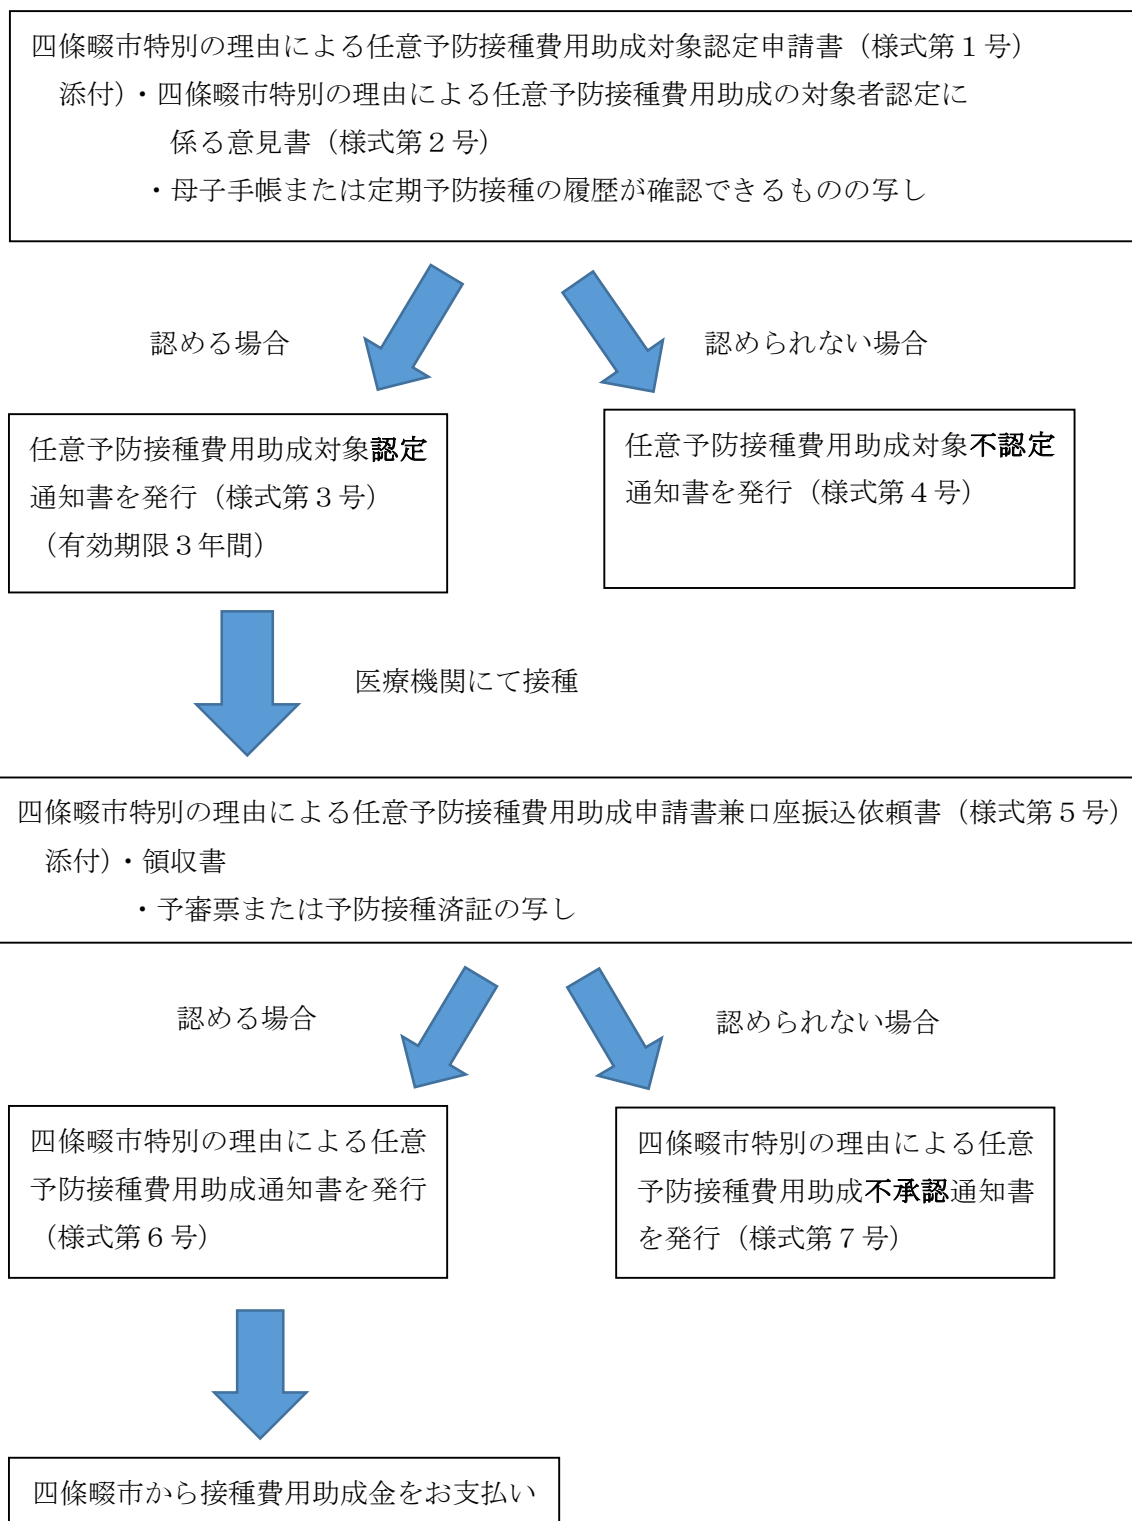 四條畷市特別の理由による任意予防接種費用助成対象認定申請書（様式第１号）
添付）・四條畷市特別の理由による任意予防接種費用助成の対象者認定に
係る意見書（様式第２号）
・母子手帳または定期予防接種の履歴が確認できるものの写し
認める場合
認められない場合
任意予防接種費用助成対象認定
通知書を発行（様式第３号）
（有効期限３年間）
任意予防接種費用助成対象不認定
通知書を発行（様式第４号）
医療機関にて接種
四條畷市特別の理由による任意予防接種費用助成申請書兼口座振込依頼書（様式第５号）
添付）・領収書
・予審票または予防接種済証の写し
認める場合
認められない場合
四條畷市特別の理由による任意
予防接種費用助成通知書を発行
（様式第６号）
四條畷市特別の理由による任意
予防接種費用助成不承認通知書
を発行（様式第７号）
四條畷市から接種費用助成金をお支払い